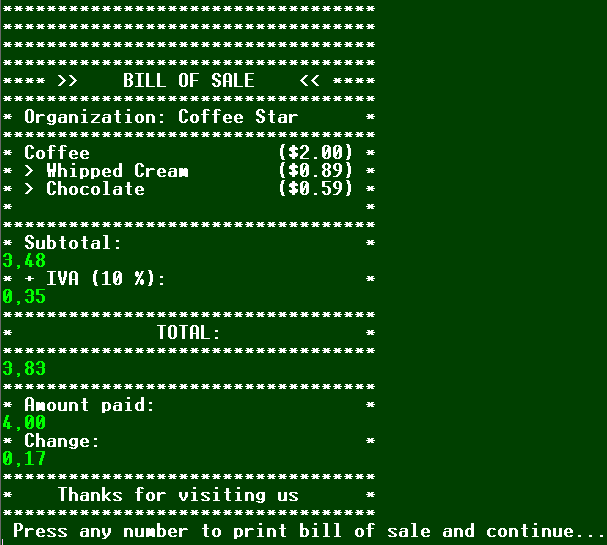 **********************************
**********************************
**********************************
**********************************
**** >>    BILL OF SALE    << ****
**********************************
* Organization: Coffee Star      *
**********************************
* Coffee                 ($2.00) *
* > Whipped Cream        ($0.89) *
* > Chocolate            ($0.59) *
*                                *
**********************************
* Subtotal:                      *
3,48
* + IVA (10 %):                  *
0,35
**********************************
*             TOTAL:             *
**********************************
3,83
**********************************
* Amount paid:                   *
4,00
* Change:                        *
0,17
**********************************
*    Thanks for visiting us      *
**********************************
 Press any number to print bill of sale and continue...